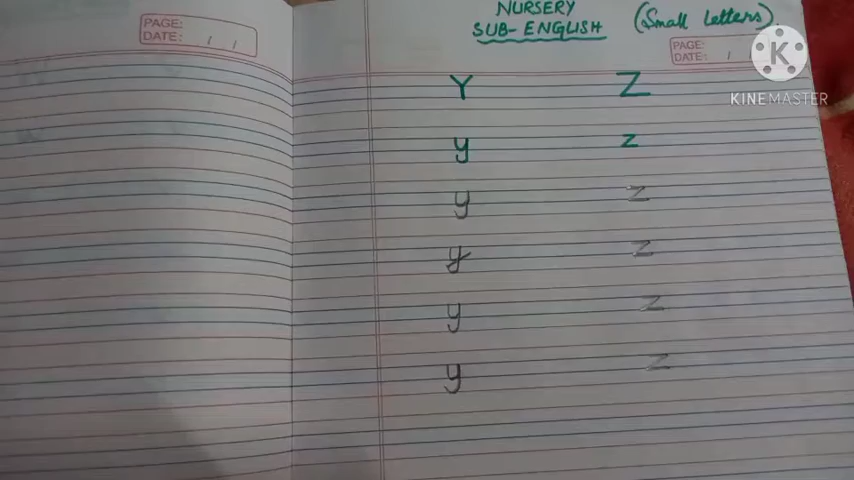 PAGE:
DATE: / /
NURSERY
SUB-ENGLISH (Small Letters)
PAGE:
DATE: /
KINEMASTER
Y Z
y z
y z
y z
y z
y z